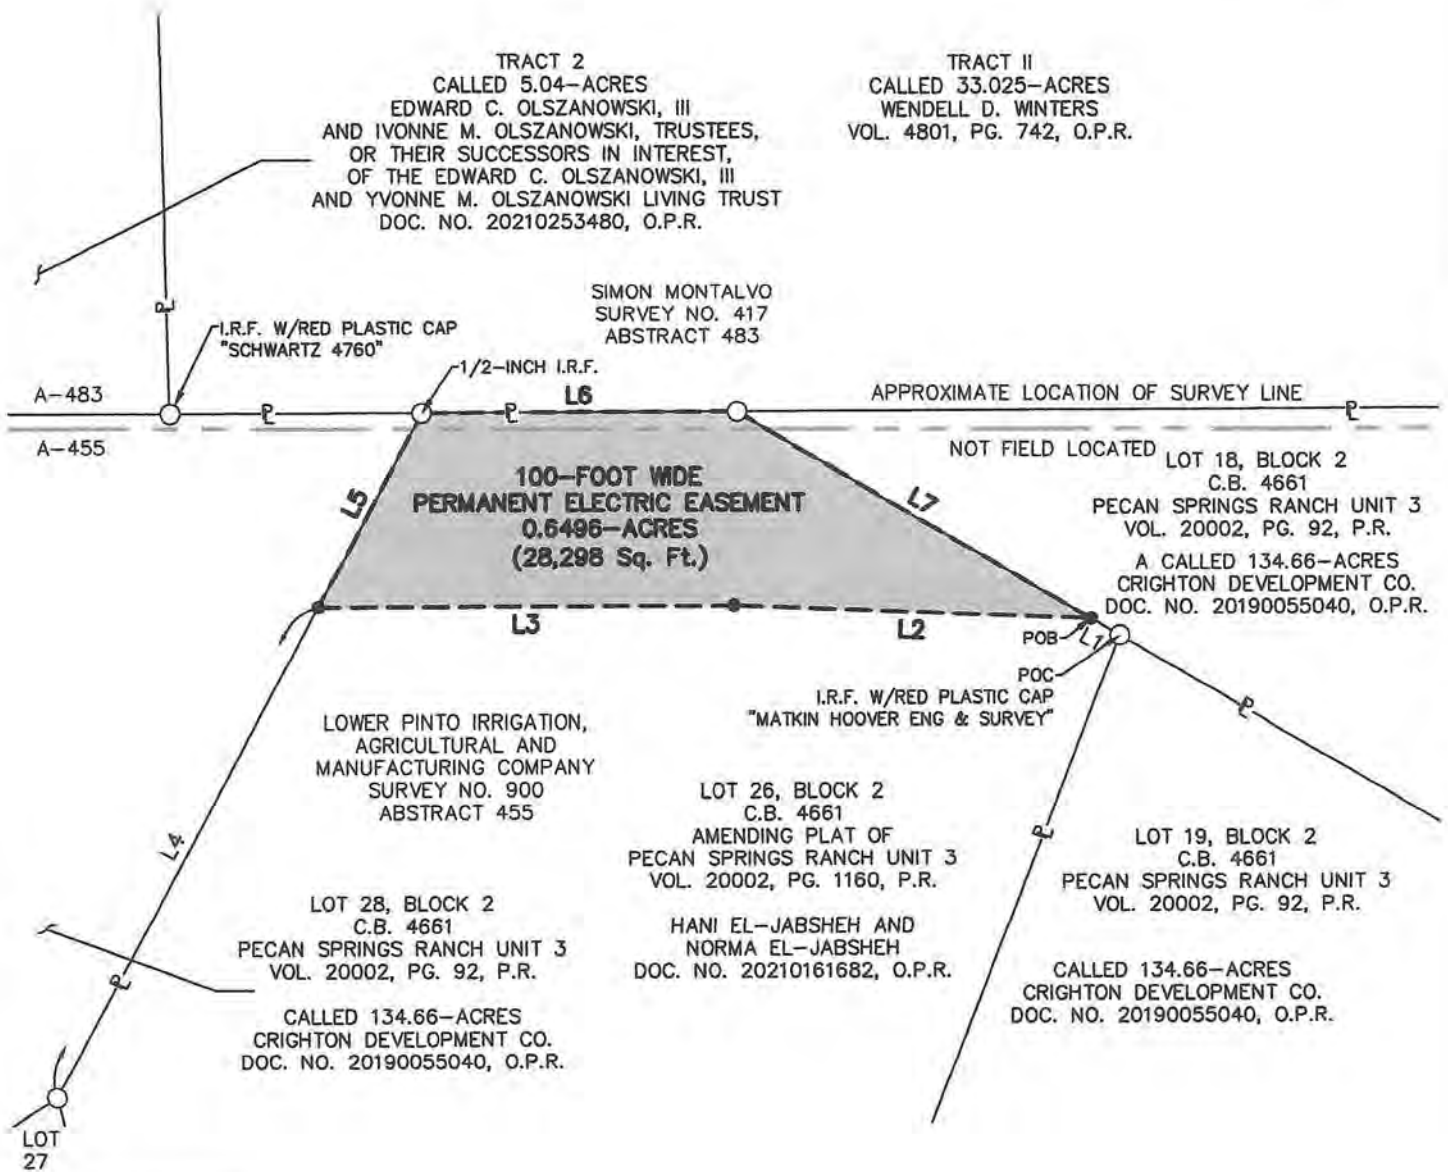 TRACT 2
CALLED 5.04-ACRES
EDWARD C. OLSZANOWSKI, III
AND IVONNE M. OLSZANOWSKI, TRUSTEES,
OR THEIR SUCCESSORS IN INTEREST,
OF THE EDWARD C. OLSZANOWSKI, III
AND YVONNE M. OLSZANOWSKI LIVING TRUST
DOC. NO. 20210253480, O.P.R.
TRACT II
CALLED 33.025-ACRES
WENDELL D. WINTERS
VOL. 4801, PG. 742, O.P.R.
SIMON MONTALVO
SURVEY NO. 417
ABSTRACT 483
PL
I.R.F. W/RED PLASTIC CAP
"SCHWARTZ 4760"
1/2-INCH I.R.F.
A-483
PL
PL
L6
APPROXIMATE LOCATION OF SURVEY LINE
PL
A-455
NOT FIELD LOCATED
LOT 18, BLOCK 2
C.B. 4661
PECAN SPRINGS RANCH UNIT 3
VOL. 20002, PG. 92, P.R.
A CALLED 134.66-ACRES
CRIGHTON DEVELOPMENT CO.
DOC. NO. 20190055040, O.P.R.
100-FOOT WIDE
PERMANENT ELECTRIC EASEMENT
0.6496-ACRES
(28,298 Sq. Ft.)
L5
L7
L3
L2
POB
L1
POC
I.R.F. W/RED PLASTIC CAP
"MATKIN HOOVER ENG & SURVEY"
PL
LOWER PINTO IRRIGATION,
AGRICULTURAL AND
MANUFACTURING COMPANY
SURVEY NO. 900
ABSTRACT 455
L4
LOT 26, BLOCK 2
C.B. 4661
AMENDING PLAT OF
PECAN SPRINGS RANCH UNIT 3
VOL. 20002, PG. 1160, P.R.
HANI EL-JABSHEH AND
NORMA EL-JABSHEH
DOC. NO. 20210161682, O.P.R.
PL
LOT 19, BLOCK 2
C.B. 4661
PECAN SPRINGS RANCH UNIT 3
VOL. 20002, PG. 92, P.R.
CALLED 134.66-ACRES
CRIGHTON DEVELOPMENT CO.
DOC. NO. 20190055040, O.P.R.
LOT 28, BLOCK 2
C.B. 4661
PECAN SPRINGS RANCH UNIT 3
VOL. 20002, PG. 92, P.R.
CALLED 134.66-ACRES
CRIGHTON DEVELOPMENT CO.
DOC. NO. 20190055040, O.P.R.
PL
LOT
27